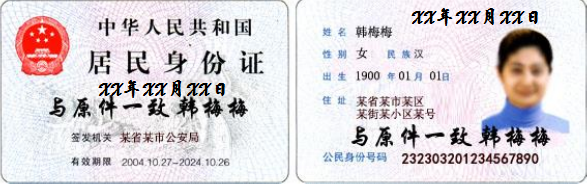 中华人民共和国
居民身份证
XX年XX月XX日
与原件一致 韩梅梅
签发机关 某省某市公安局
有效期限 2004.10.27-2024.10.26
XX年XX月XX日
姓名 韩梅梅
性别 女 民族 汉
出生 1900 年 01 月 01 日
住址 某省某市某区
某街某小区某号
与原件一致 韩梅梅
公民身份号码 232303201234567890